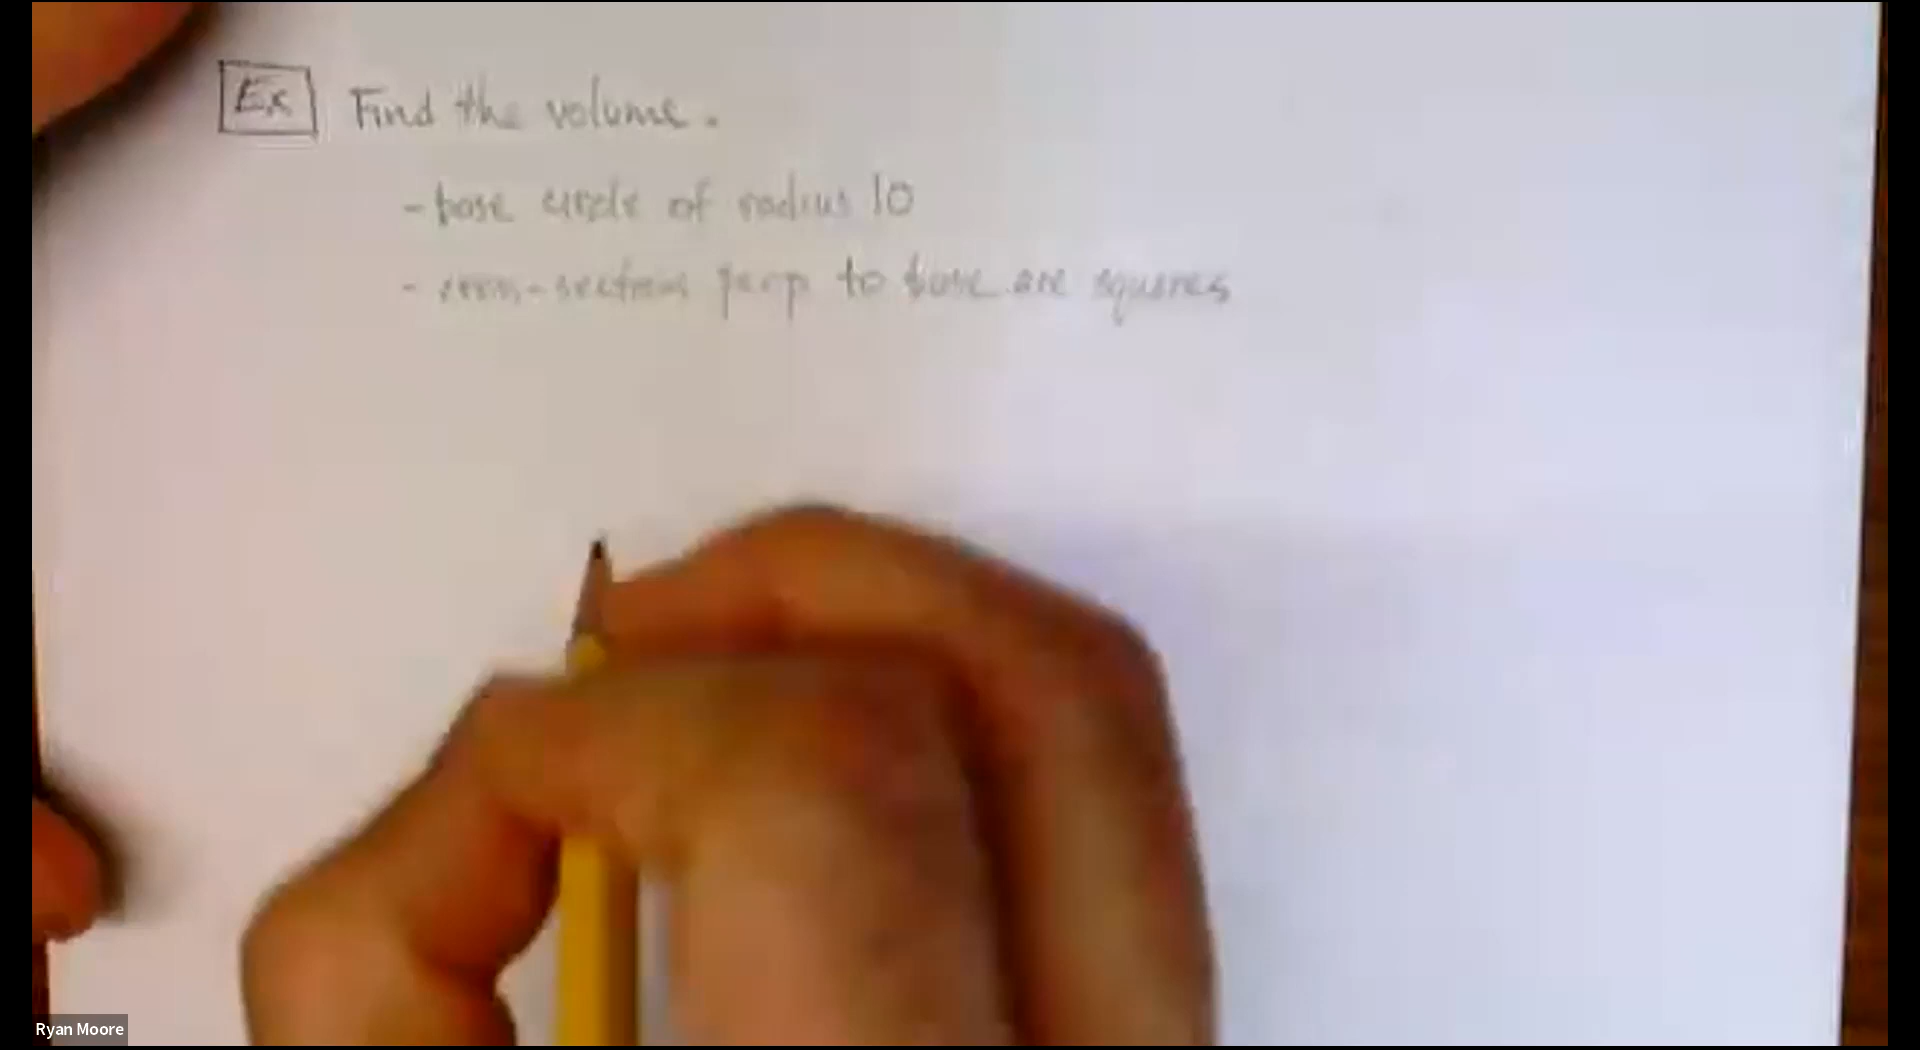 Ex Find the volume.
- base circle of radius 10
- cross-sections perp to base are squares
Ryan Moore